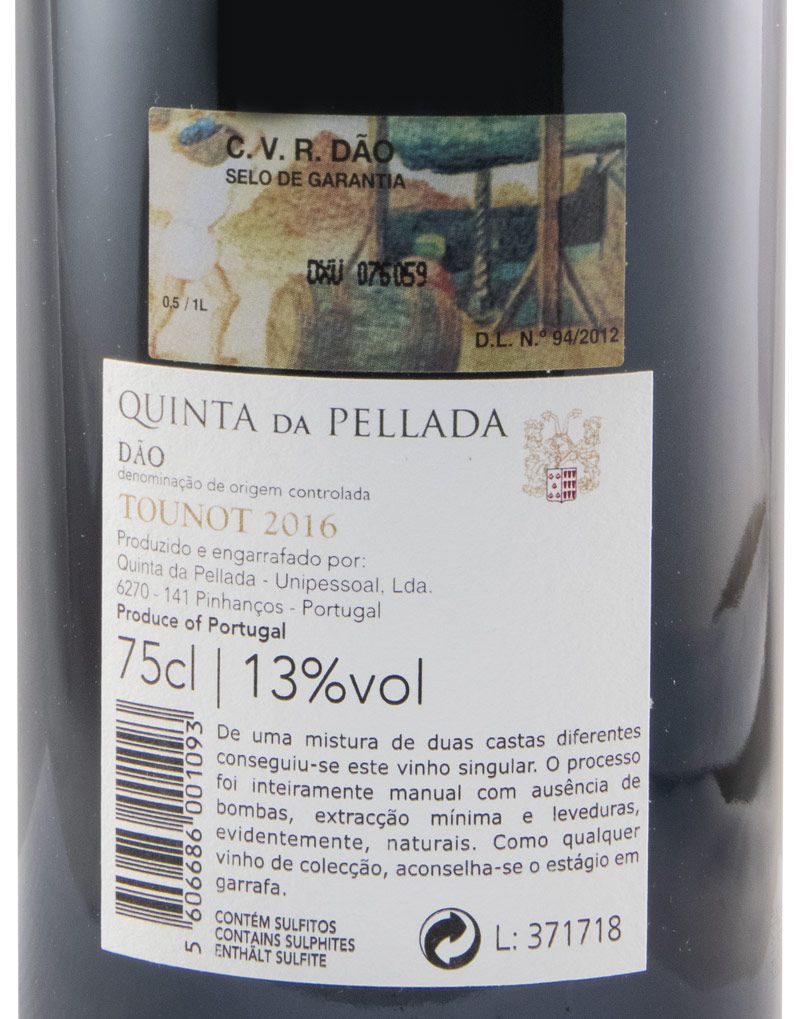 C. V. R. DÃO
SELO DE GARANTIA
DXU 076059
0,5 / 1L
D.L. N.º 94/2012
QUINTA DA PELLADA
DÃO
denominação de origem controlada
TOUNOT 2016
Produzido e engarrafado por:
Quinta da Pellada - Unipessoal, Lda.
6270 - 141 Pinhanços - Portugal
Produce of Portugal
75cl | 13%vol
De uma mistura de duas castas diferentes
conseguiu-se este vinho singular. O processo
foi inteiramente manual com ausência de
bombas, extracção mínima e leveduras,
evidentemente, naturais. Como qualquer
vinho de colecção, aconselha-se o estágio em
garrafa.
5 606686 001093
CONTÉM SULFITOS
CONTAINS SULPHITES
ENTHÄLT SULFITE
L: 371718